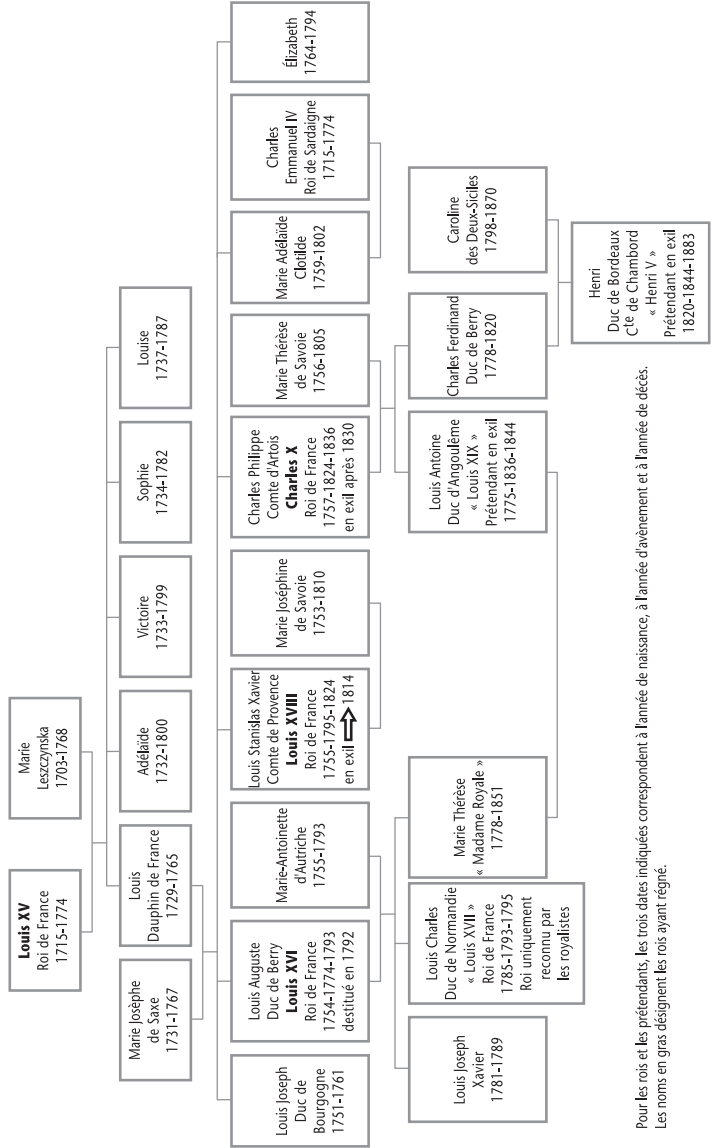 Louis XV
Roi de France
1715-1774
Marie
Leszczynska
1703-1768
Marie Josèphe
de Saxe
1731-1767
Louis
Dauphin de France
1729-1765
Adélaïde
1732-1800
Victoire
1733-1799
Sophie
1734-1782
Louise
1737-1787
Louis Joseph
Duc de
Bourgogne
1751-1761
Louis Auguste
Duc de Berry
Louis XVI
Roi de France
1754-1774-1793
destitué en 1792
Marie-Antoinette
d'Autriche
1755-1793
Louis Stanislas Xavier
Comte de Provence
Louis XVIII
Roi de France
1755-1795-1824
en exil ⇒ 1814
Marie Joséphine
de Savoie
1753-1810
Charles Philippe
Comte d'Artois
Charles X
Roi de France
1757-1824-1836
en exil après 1830
Marie Thérèse
de Savoie
1756-1805
Marie Adélaïde
Clotilde
1759-1802
Charles
Emmanuel IV
Roi de Sardaigne
1715-1774
Élizabeth
1764-1794
Louis Joseph
Xavier
1781-1789
Louis Charles
Duc de Normandie
« Louis XVII »
Roi de France
1785-1793-1795
Roi uniquement
reconnu par
les royalistes
Marie Thérèse
« Madame Royale »
1778-1851
Louis Antoine
Duc d'Angoulême
« Louis XIX »
Prétendant en exil
1775-1836-1844
Charles Ferdinand
Duc de Berry
1778-1820
Caroline
des Deux-Siciles
1798-1870
Henri
Duc de Bordeaux
Cte de Chambord
« Henri V »
Prétendant en exil
1820-1844-1883
Pour les rois et les prétendants, les trois dates indiquées correspondent à l'année de naissance, à l'année d'avènement et à l'année de décès.
Les noms en gras désignent les rois ayant régné.